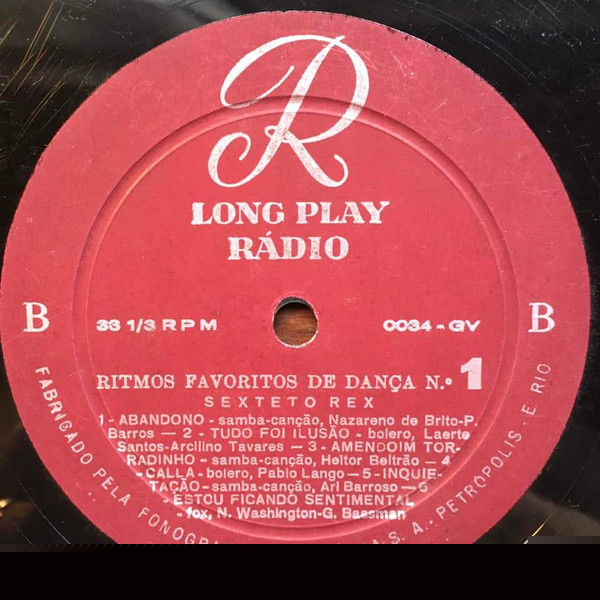 R
LONG PLAY
RÁDIO
B 33 1/3 RPM 0034-GV B
RITMOS FAVORITOS DE DANÇA N.º 1
SEXTETO REX
1-ABANDONO - samba-canção, Nazareno de Brito-P.
Barros — 2 - TUDO FOI ILUSÃO - bolero, Laerte
Santos-Arcilino Tavares — 3 - AMENDOIM TOR-
RADINHO - samba-canção, Heitor Beltrão — 4
-CALLA - bolero, Pablo Lango -5-INQUIE-
TAÇÃO - samba-canção, Ari Barroso — 6
ESTOU FICANDO SENTIMENTAL
- fox, N. Washington-G. Bassman
FABRICADO PELA FONOGR S. A. - PETRÓPOLIS - E. RIO